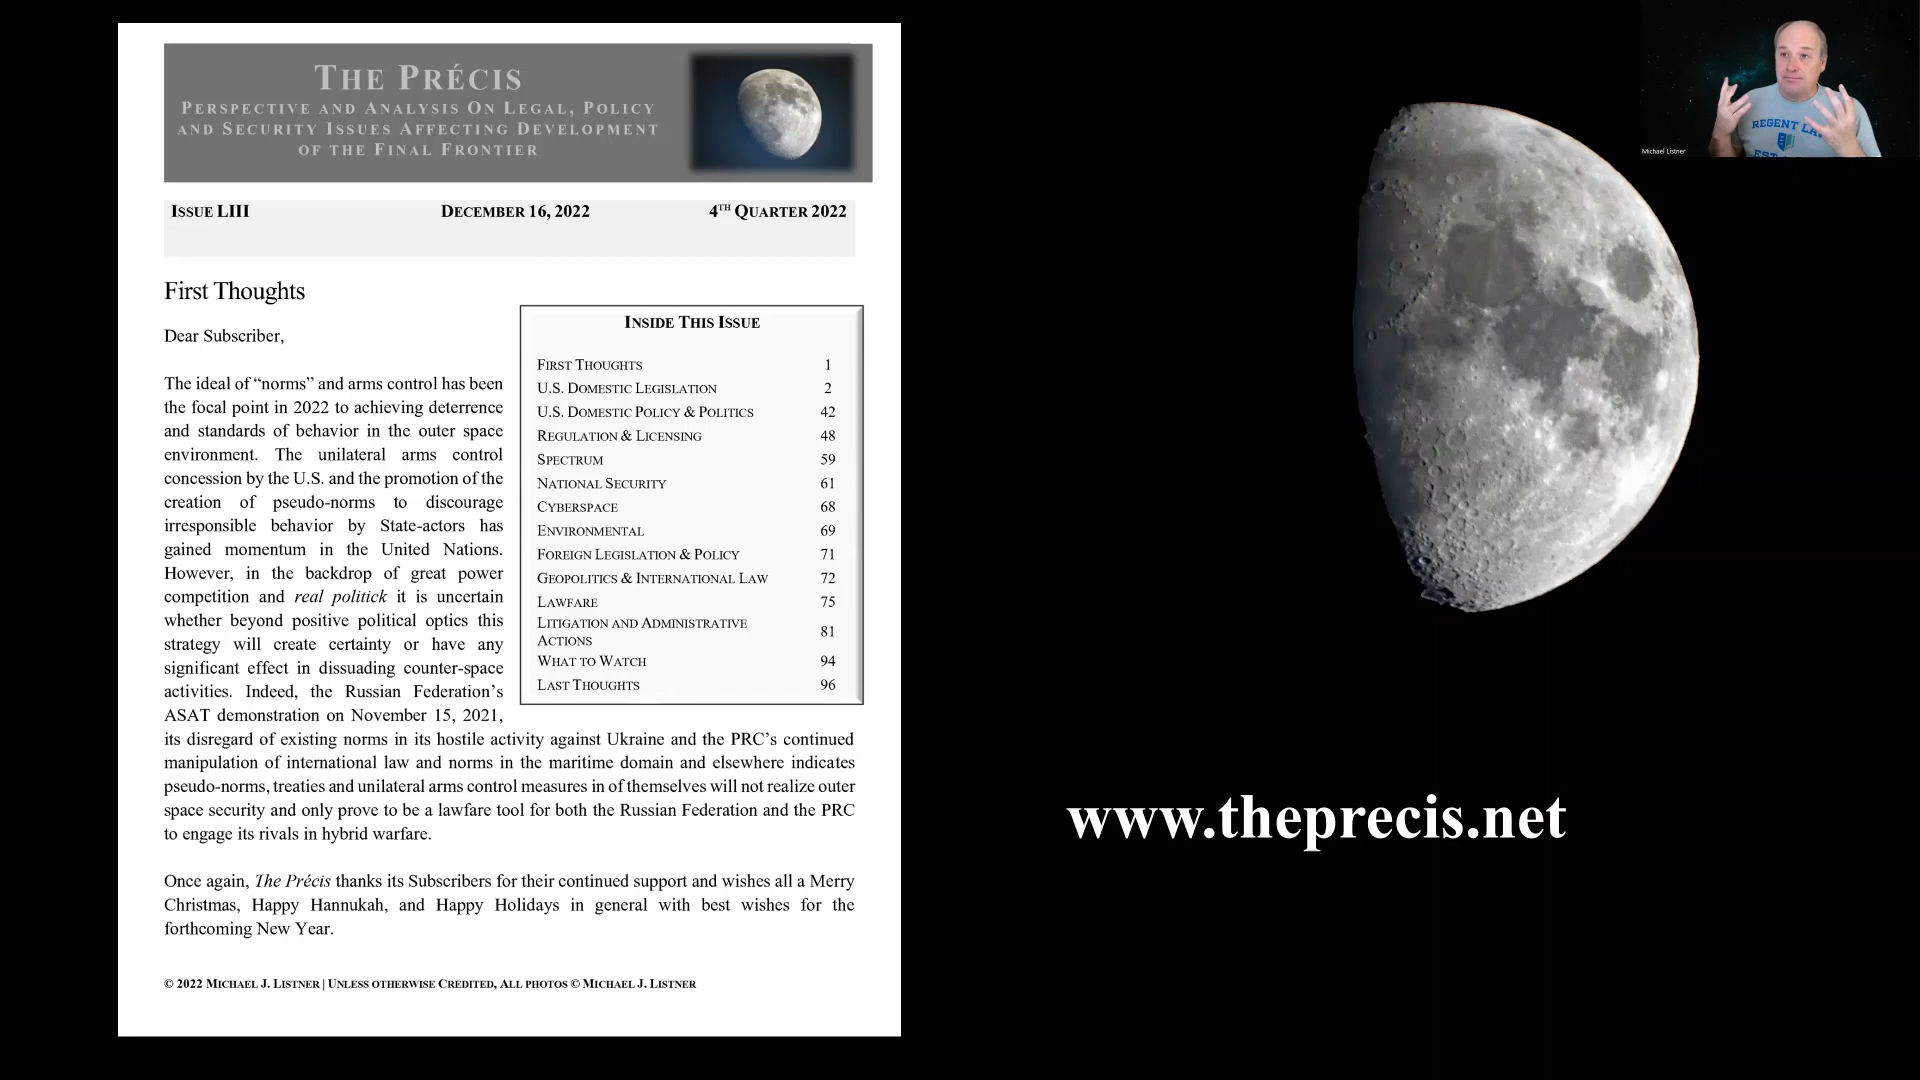 THE PRÉCIS
PERSPECTIVE AND ANALYSIS ON LEGAL, POLICY
AND SECURITY ISSUES AFFECTING DEVELOPMENT
OF THE FINAL FRONTIER
ISSUE LIII DECEMBER 16, 2022 4TH QUARTER 2022
First Thoughts
Dear Subscriber,
The ideal of “norms” and arms control has been
the focal point in 2022 to achieving deterrence
and standards of behavior in the outer space
environment. The unilateral arms control
concession by the U.S. and the promotion of the
creation of pseudo-norms to discourage
irresponsible behavior by State-actors has
gained momentum in the United Nations.
However, in the backdrop of great power
competition and real politick it is uncertain
whether beyond positive political optics this
strategy will create certainty or have any
significant effect in dissuading counter-space
activities. Indeed, the Russian Federation’s
ASAT demonstration on November 15, 2021,
its disregard of existing norms in its hostile activity against Ukraine and the PRC’s continued
manipulation of international law and norms in the maritime domain and elsewhere indicates
pseudo-norms, treaties and unilateral arms control measures in of themselves will not realize outer
space security and only prove to be a lawfare tool for both the Russian Federation and the PRC
to engage its rivals in hybrid warfare.
Once again, The Précis thanks its Subscribers for their continued support and wishes all a Merry
Christmas, Happy Hannukah, and Happy Holidays in general with best wishes for the
forthcoming New Year.
INSIDE THIS ISSUE
FIRST THOUGHTS 1
U.S. DOMESTIC LEGISLATION 2
U.S. DOMESTIC POLICY & POLITICS 42
REGULATION & LICENSING 48
SPECTRUM 59
NATIONAL SECURITY 61
CYBERSPACE 68
ENVIRONMENTAL 69
FOREIGN LEGISLATION & POLICY 71
GEOPOLITICS & INTERNATIONAL LAW 72
LAWFARE 75
LITIGATION AND ADMINISTRATIVE
ACTIONS 81
WHAT TO WATCH 94
LAST THOUGHTS 96
© 2022 MICHAEL J. LISTNER | UNLESS OTHERWISE CREDITED, ALL PHOTOS © MICHAEL J. LISTNER
www.theprecis.net
Michael Listner
REGENT